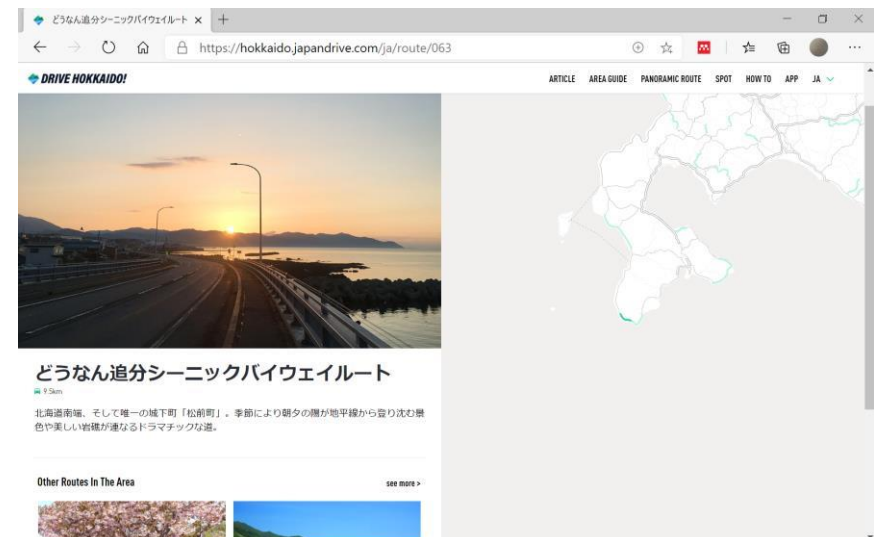 どうなん追分シーニックバイウェイルート
https://hokkaido.japandrive.com/ja/route/063
DRIVE HOKKAIDO!
ARTICLE AREA GUIDE PANORAMIC ROUTE SPOT HOW TO APP JA
どうなん追分シーニックバイウェイルート
9.5km
北海道南端、そして唯一の城下町「松前町」。季節により朝夕の陽が地平線から登り沈む景
色や美しい岩礁が連なるドラマチックな道。
Other Routes In The Area
see more >